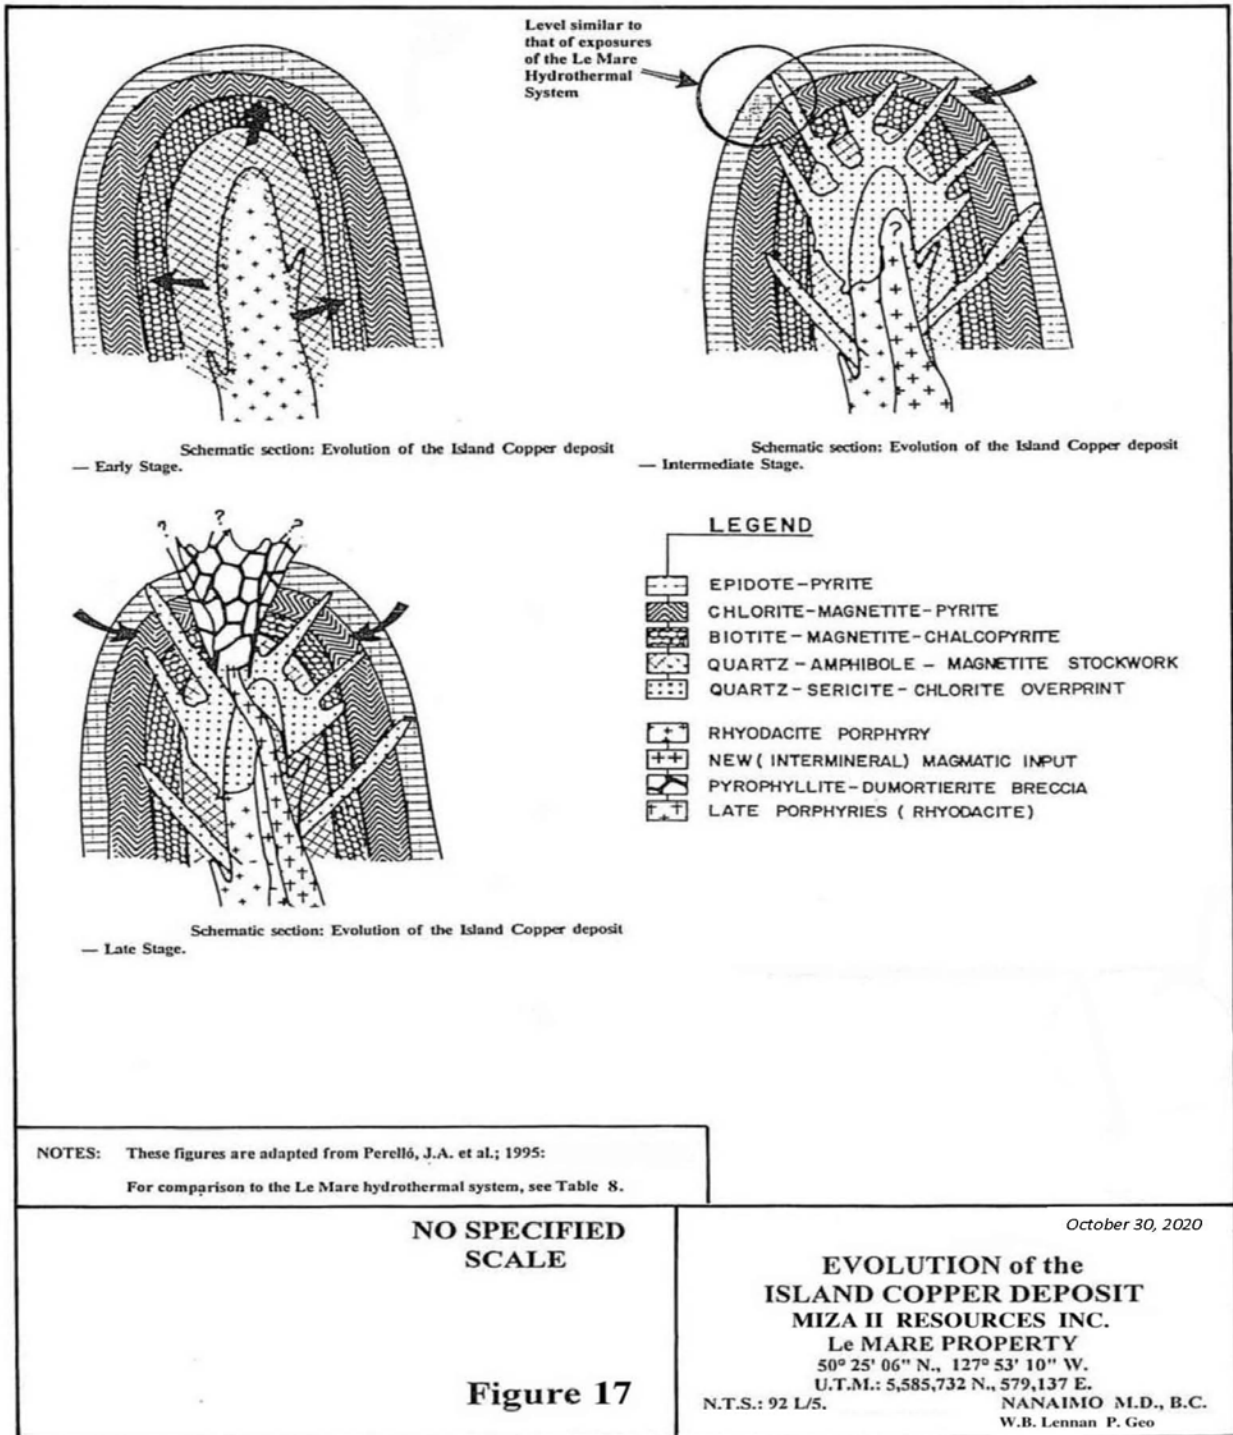 Level similar to
that of exposures
of the Le Mare
Hydrothermal
System
?
Schematic section: Evolution of the Island Copper deposit
— Early Stage.
Schematic section: Evolution of the Island Copper deposit
— Intermediate Stage.
? ? ?
Schematic section: Evolution of the Island Copper deposit
— Late Stage.
LEGEND
EPIDOTE-PYRITE
CHLORITE-MAGNETITE-PYRITE
BIOTITE-MAGNETITE-CHALCOPYRITE
QUARTZ-AMPHIBOLE - MAGNETITE STOCKWORK
QUARTZ-SERICITE-CHLORITE OVERPRINT
RHYODACITE PORPHYRY
NEW (INTERMINERAL) MAGMATIC INPUT
PYROPHYLLITE-DUMORTIERITE BRECCIA
LATE PORPHYRIES (RHYODACITE)
NOTES: These figures are adapted from Perelló, J.A. et al.; 1995:
For comparison to the Le Mare hydrothermal system, see Table 8.
NO SPECIFIED
SCALE
Figure 17
October 30, 2020
EVOLUTION of the
ISLAND COPPER DEPOSIT
MIZA II RESOURCES INC.
Le MARE PROPERTY
50° 25' 06" N., 127° 53' 10" W.
U.T.M.: 5,585,732 N., 579,137 E.
N.T.S.: 92 L/5. NANAIMO M.D., B.C.
W.B. Lennan P. Geo